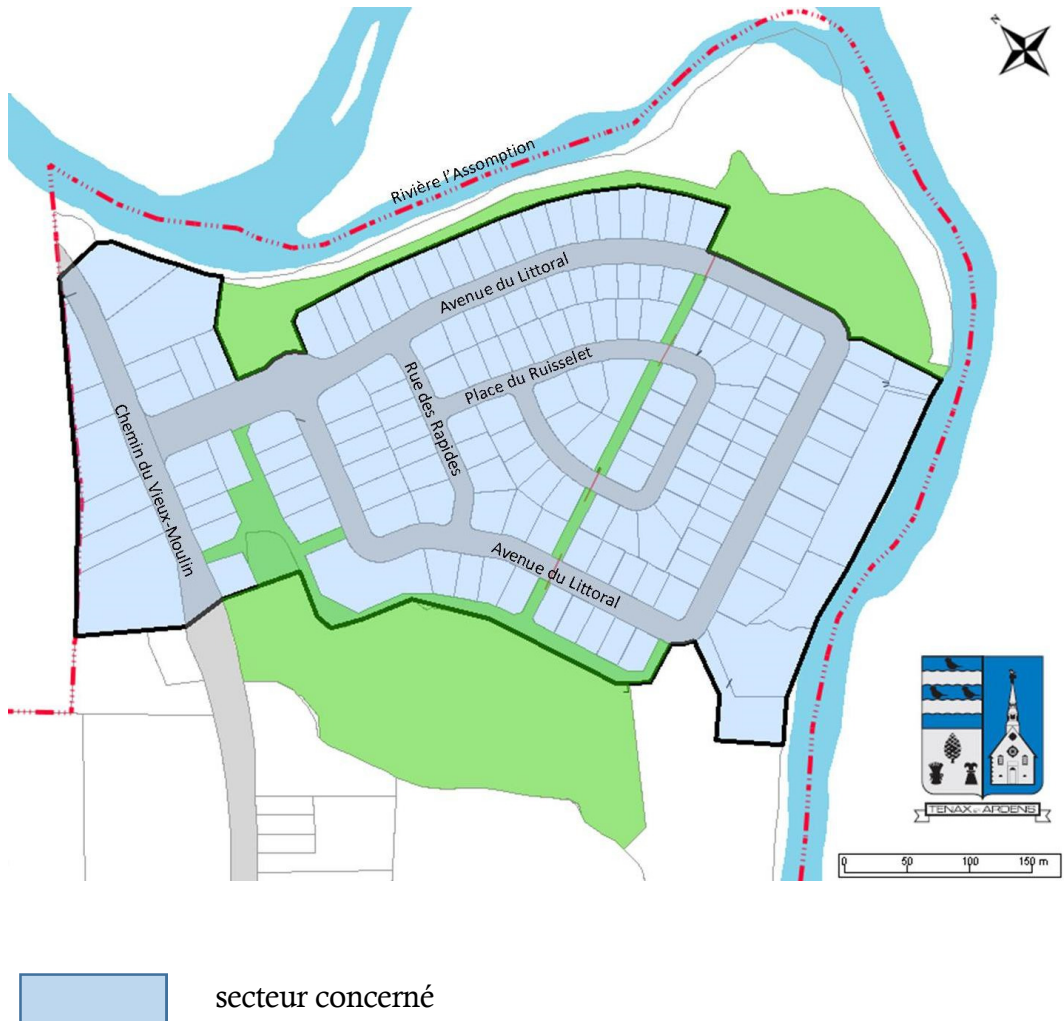 N
Rivière l'Assomption
Avenue du Littoral
Place du Ruisselet
Rue des Rapides
Chemin du Vieux-Moulin
Avenue du Littoral
TENAX et ARDENS
0 50 100 150 m
secteur concerné